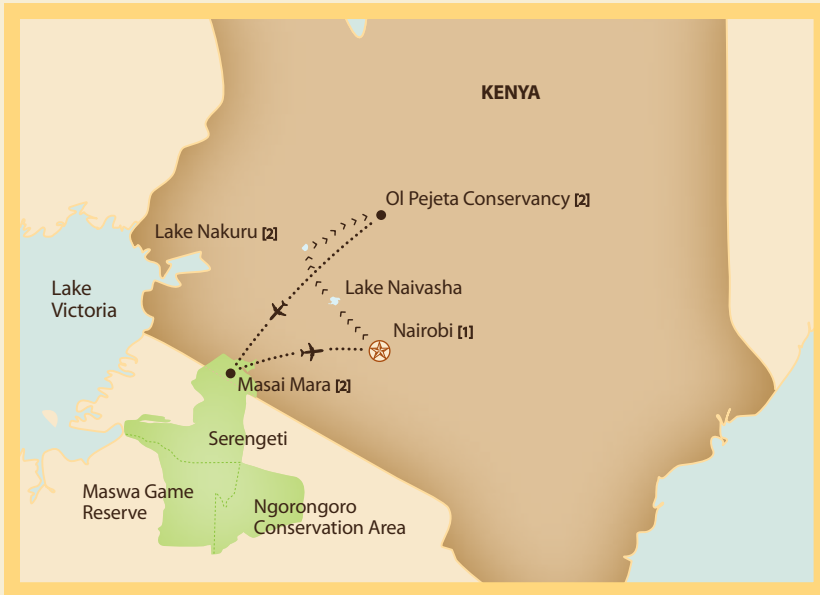 KENYA
Ol Pejeta Conservancy [2]
Lake Nakuru [2]
Lake
Victoria
Lake Naivasha
Nairobi [1]
Masai Mara [2]
Serengeti
Maswa Game
Reserve
Ngorongoro
Conservation Area